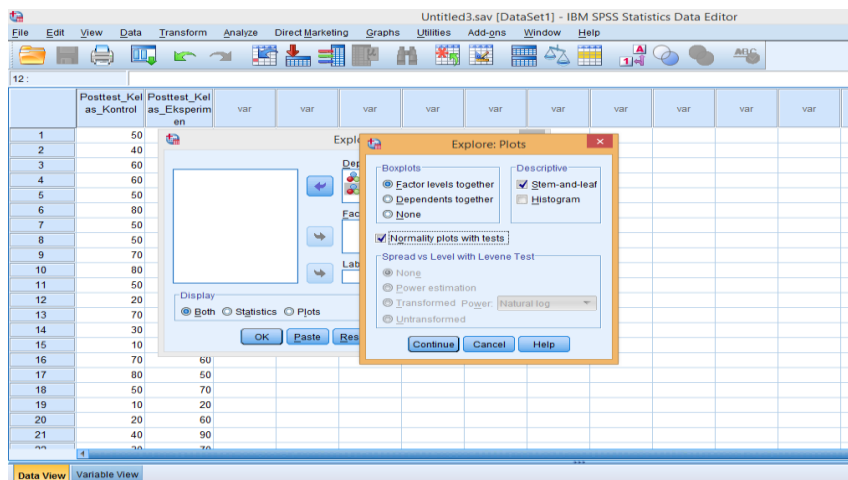 Untitled3.sav [DataSet1] - IBM SPSS Statistics Data Editor
File Edit View Data Transform Analyze Direct Marketing Graphs Utilities Add-ons Window Help
12 :
Posttest_Kelas_Kontrol Posttest_Kelas_Eksperimen var var var var var var var var var var
1 50
2 40
3 60
4 60
5 50
6 80
7 50
8 50
9 70
10 80
11 50
12 20
13 70
14 30
15 10
16 70 60
17 80 50
18 50 70
19 10 20
20 20 60
21 40 90
Display
Both Statistics Plots
OK Paste
Explore: Plots
Boxplots
Factor levels together
Dependents together
None
Descriptive
Stem-and-leaf
Histogram
Normality plots with tests
Spread vs Level with Levene Test
None
Power estimation
Transformed Power: Natural log
Untransformed
Continue Cancel Help
Data View Variable View